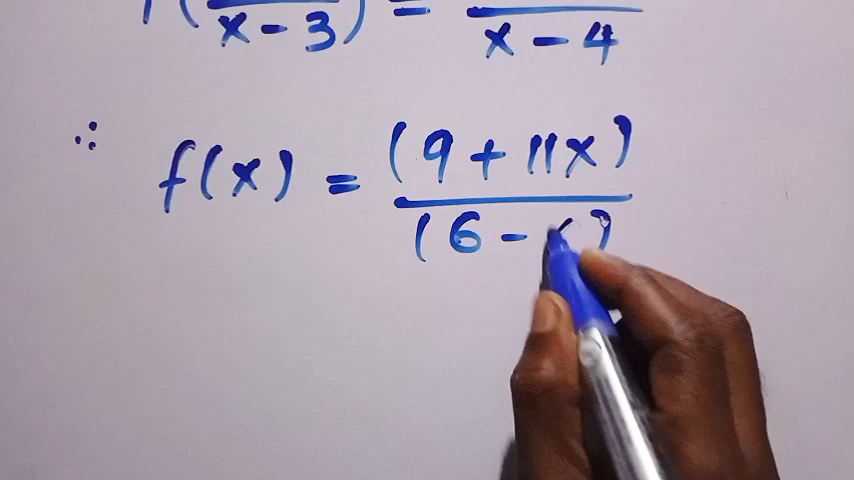 f(―――) = ―――
x - 3 x - 4
∴ f(x) = (9 + 11x)
(6 - )